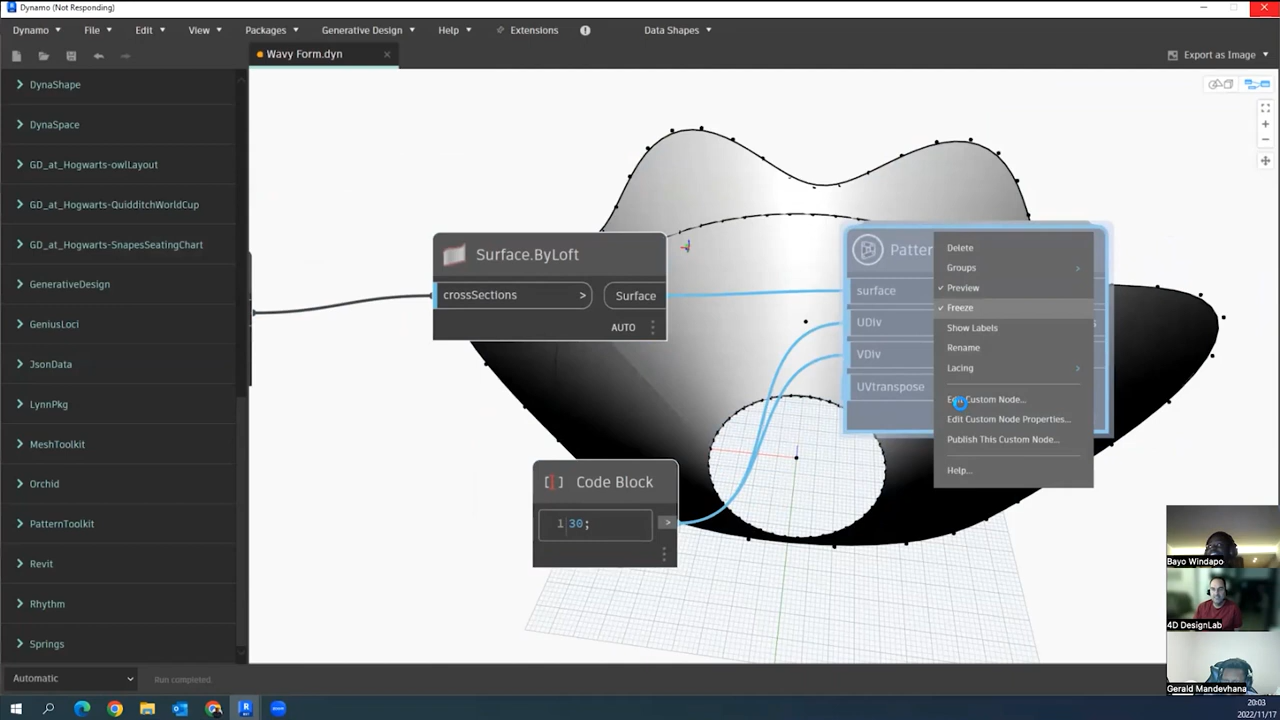 Dynamo (Not Responding)
Dynamo File Edit View Packages Generative Design Help Extensions Data Shapes
Wavy Form.dyn
Export as Image
DynaShape
DynaSpace
GD_at_Hogwarts-owlLayout
GD_at_Hogwarts-QuidditchWorldCup
GD_at_Hogwarts-SnapesSeatingChart
GenerativeDesign
GeniusLoci
JsonData
LynnPkg
MeshToolkit
Orchid
PatternToolkit
Revit
Rhythm
Springs
Automatic
Run completed.
Surface.ByLoft
crossSections >
Surface
AUTO
Code Block
1 30;
>
Patter
surface
UDiv
VDiv
UVtranspose
s
Delete
Groups
Preview
Freeze
Show Labels
Rename
Lacing
Edit Custom Node...
Edit Custom Node Properties...
Publish This Custom Node...
Help...
Bayo Windapo
4D DesignLab
Gerald Mandevhana
20:03
2022/11/17